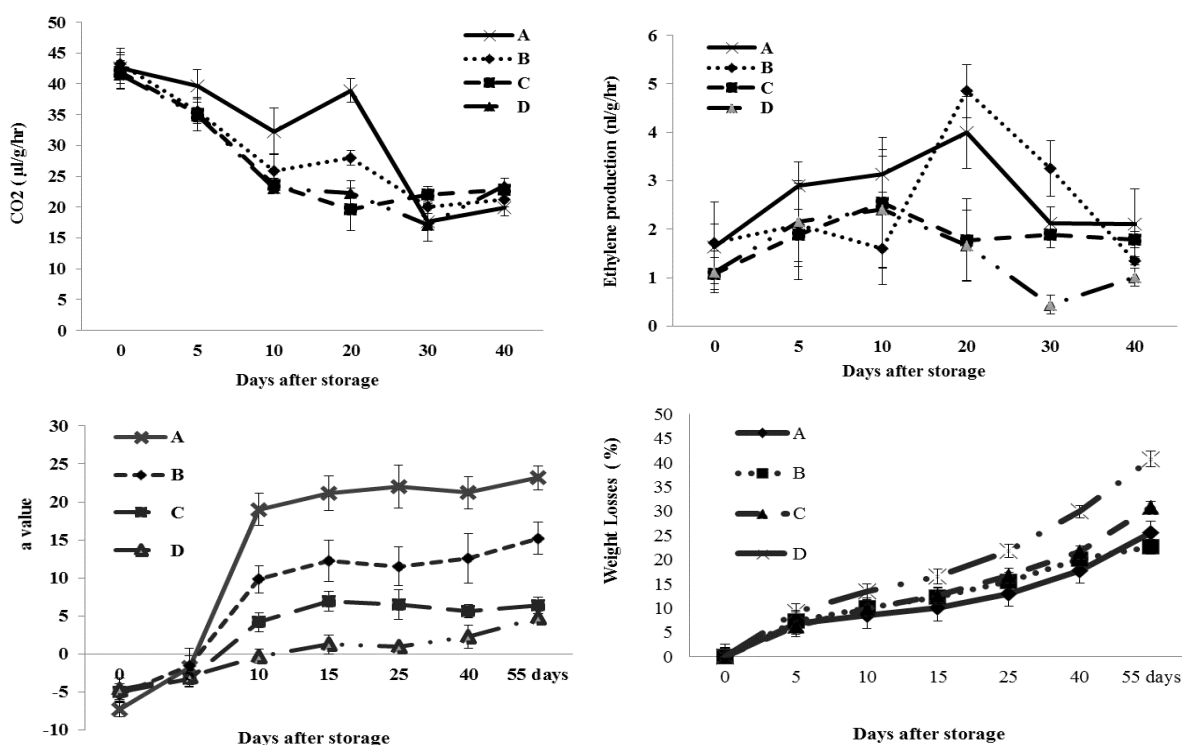 50
45
40
35
30
25
20
15
10
5
0
CO2 ( µl/g/hr)
A
B
C
D
0 5 10 20 30 40
Days after storage
6
5
4
3
2
1
0
Ethylene production (nl/g/hr)
A
B
C
D
0 5 10 20 30 40
Days after storage
25
20
15
10
5
0
-5
-10
a value
A
B
C
D
0 10 15 25 40 55 days
Days after storage
50
45
40
35
30
25
20
15
10
5
0
Weight Losses ( %)
A
B
C
D
0 5 10 15 25 40 55 days
Days after storage